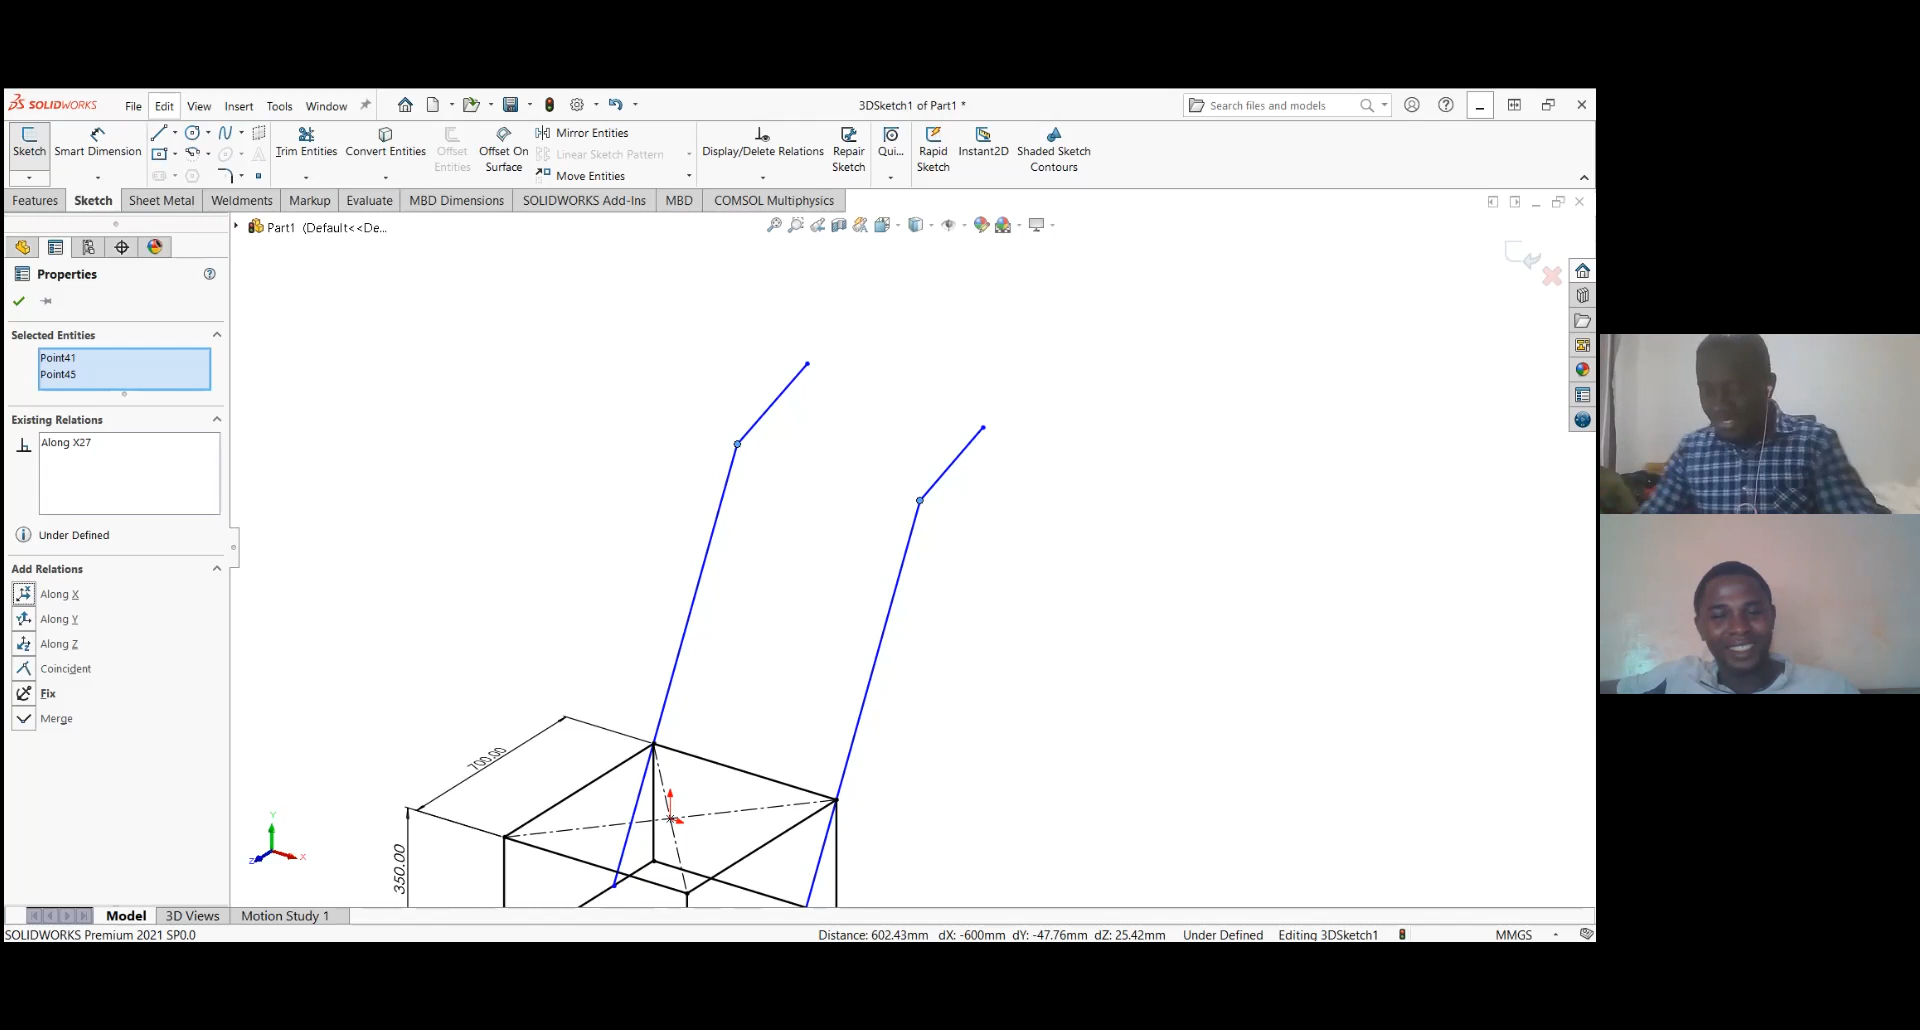 SOLIDWORKS File Edit View Insert Tools Window 3DSketch1 of Part1 * Search files and models
Sketch Smart Dimension Trim Entities Convert Entities Offset Entities Offset On Surface Mirror Entities Display/Delete Relations Repair Sketch Qui... Rapid Sketch Instant2D Shaded Sketch Contours
Linear Sketch Pattern
Move Entities
Features Sketch Sheet Metal Weldments Markup Evaluate MBD Dimensions SOLIDWORKS Add-Ins MBD COMSOL Multiphysics
Part1 (Default<<De...
Properties
Selected Entities
Point41
Point45
Existing Relations
Along X27
Under Defined
Add Relations
Along X
Along Y
Along Z
Coincident
Fix
Merge
700.00
350.00
Y
X
Z
Model 3D Views Motion Study 1
SOLIDWORKS Premium 2021 SP0.0 Distance: 602.43mm dX: -600mm dY: -47.76mm dZ: 25.42mm Under Defined Editing 3DSketch1 MMGS